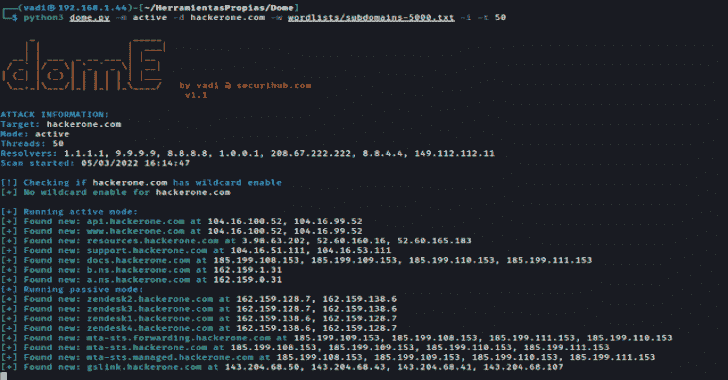 ┌──(vadi㉿192.168.1.44)-[~/HerramientasPropias/Dome]
└─$ python3 dome.py -m active -d hackerone.com -w wordlists/subdomains-5000.txt -i -t 50
dome
by vadi @ securihub.com
v1.1
ATTACK INFORMATION:
Target: hackerone.com
Mode: active
Threads: 50
Resolvers: 1.1.1.1, 9.9.9.9, 8.8.8.8, 1.0.0.1, 208.67.222.222, 8.8.4.4, 149.112.112.11
Scan started: 05/03/2022 16:14:47
[!] Checking if hackerone.com has wildcard enable
[+] No wildcard enable for hackerone.com
[+] Running active mode:
[+] Found new: api.hackerone.com at 104.16.100.52, 104.16.99.52
[+] Found new: www.hackerone.com at 104.16.100.52, 104.16.99.52
[+] Found new: resources.hackerone.com at 3.98.63.202, 52.60.160.16, 52.60.165.183
[+] Found new: support.hackerone.com at 104.16.51.111, 104.16.53.111
[+] Found new: docs.hackerone.com at 185.199.108.153, 185.199.109.153, 185.199.110.153, 185.199.111.153
[+] Found new: b.ns.hackerone.com at 162.159.1.31
[+] Found new: a.ns.hackerone.com at 162.159.0.31
[+] Running passive mode:
[+] Found new: zendesk2.hackerone.com at 162.159.128.7, 162.159.138.6
[+] Found new: zendesk3.hackerone.com at 162.159.128.7, 162.159.138.6
[+] Found new: zendesk1.hackerone.com at 162.159.138.6, 162.159.128.7
[+] Found new: zendesk4.hackerone.com at 162.159.138.6, 162.159.128.7
[+] Found new: mta-sts.forwarding.hackerone.com at 185.199.109.153, 185.199.108.153, 185.199.111.153, 185.199.110.153
[+] Found new: mta-sts.hackerone.com at 185.199.108.153, 185.199.109.153, 185.199.110.153, 185.199.111.153
[+] Found new: mta-sts.managed.hackerone.com at 185.199.108.153, 185.199.109.153, 185.199.110.153, 185.199.111.153
[+] Found new: gslink.hackerone.com at 143.204.68.50, 143.204.68.43, 143.204.68.41, 143.204.68.107